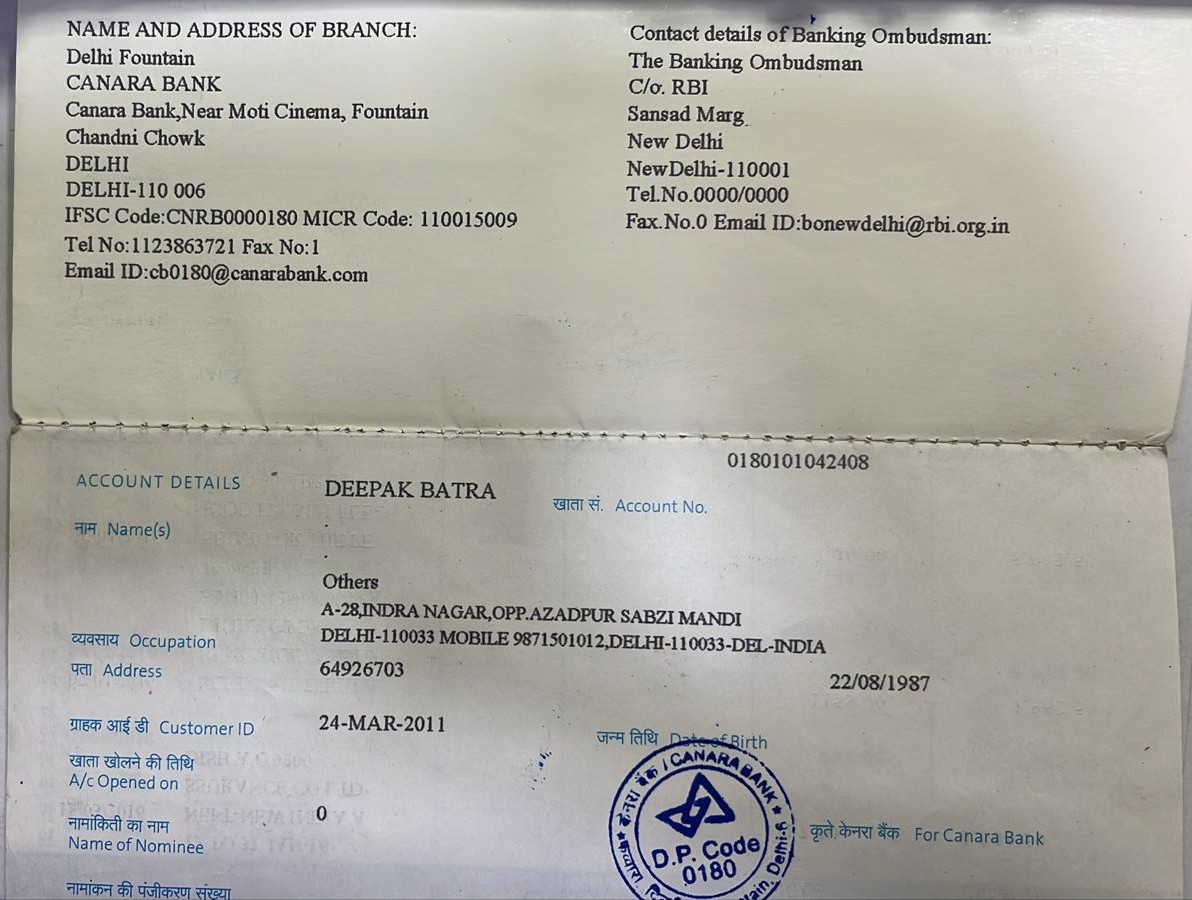 NAME AND ADDRESS OF BRANCH:
Delhi Fountain
CANARA BANK
Canara Bank,Near Moti Cinema, Fountain
Chandni Chowk
DELHI
DELHI-110 006
IFSC Code:CNRB0000180 MICR Code: 110015009
Tel No:1123863721 Fax No:1
Email ID:cb0180@canarabank.com
Contact details of Banking Ombudsman:
The Banking Ombudsman
C/o. RBI
Sansad Marg
New Delhi
NewDelhi-110001
Tel.No.0000/0000
Fax.No.0 Email ID:bonewdelhi@rbi.org.in
0180101042408
ACCOUNT DETAILS
DEEPAK BATRA
खाता सं. Account No.
नाम Name(s)
Others
A-28,INDRA NAGAR,OPP.AZADPUR SABZI MANDI
व्यवसाय Occupation
DELHI-110033 MOBILE 9871501012,DELHI-110033-DEL-INDIA
पता Address
64926703
22/08/1987
ग्राहक आई डी Customer ID
24-MAR-2011
जन्म तिथि Date of Birth
खाता खोलने की तिथि
A/c Opened on
0
नामांकिती का नाम
Name of Nominee
केनरा बैंक / CANARA BANK
D.P. Code
0180
Delhi-6
कृते केनरा बैंक For Canara Bank
नामांकन की पंजीकरण संख्या